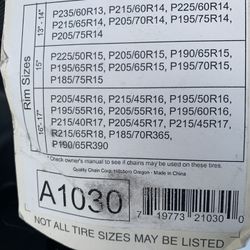 P235/60R13, P215/60R14, P225/60R14,
P205/65R14, P205/70R14, P195/75R14,
P205/75R14
13" - 14"
P225/50R15, P205/60R15, P190/65R15,
P195/65R15, P205/65R15, P195/70R15,
P185/75R15
15"
Rim Sizes
P205/45R16, P215/45R16, P195/50R16,
P205/55R16, P215/55R16, P195/60R16,
P215/40R17, P205/45R17, P215/45R17,
R215/65R18, P185/70R365,
P190/65R390
16" - 17"
* Check owner's manual to see if chains may be used on these tires.
Quality Chain Corp. Hillsboro Oregon - Made in China
A1030
7 19773 21030 0
NOT ALL TIRE SIZES MAY BE LISTED